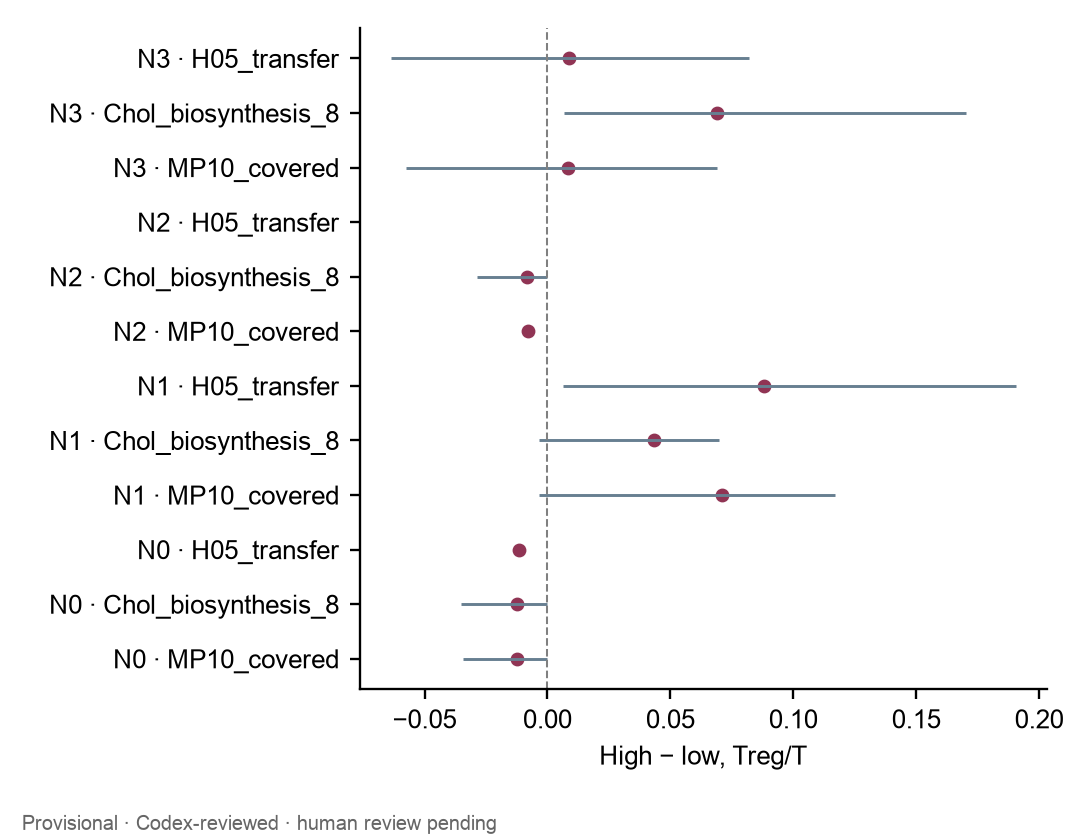 N3 · H05_transfer
N3 · Chol_biosynthesis_8
N3 · MP10_covered
N2 · H05_transfer
N2 · Chol_biosynthesis_8
N2 · MP10_covered
N1 · H05_transfer
N1 · Chol_biosynthesis_8
N1 · MP10_covered
N0 · H05_transfer
N0 · Chol_biosynthesis_8
N0 · MP10_covered
−0.05 0.00 0.05 0.10 0.15 0.20
High − low, Treg/T
Provisional · Codex-reviewed · human review pending